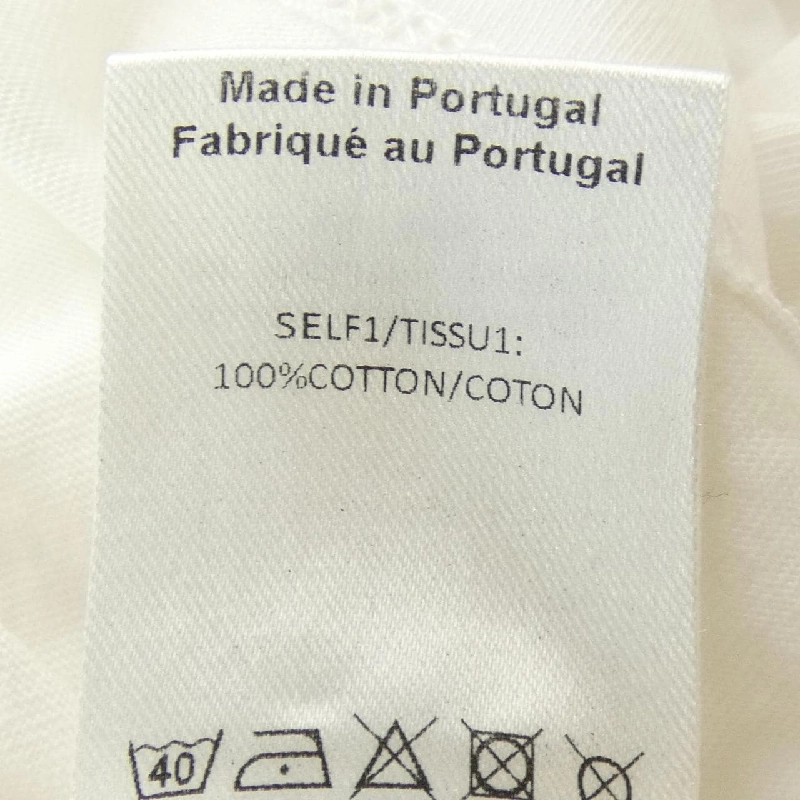 Made in Portugal
Fabriqué au Portugal
SELF1/TISSU1:
100%COTTON/COTON
40